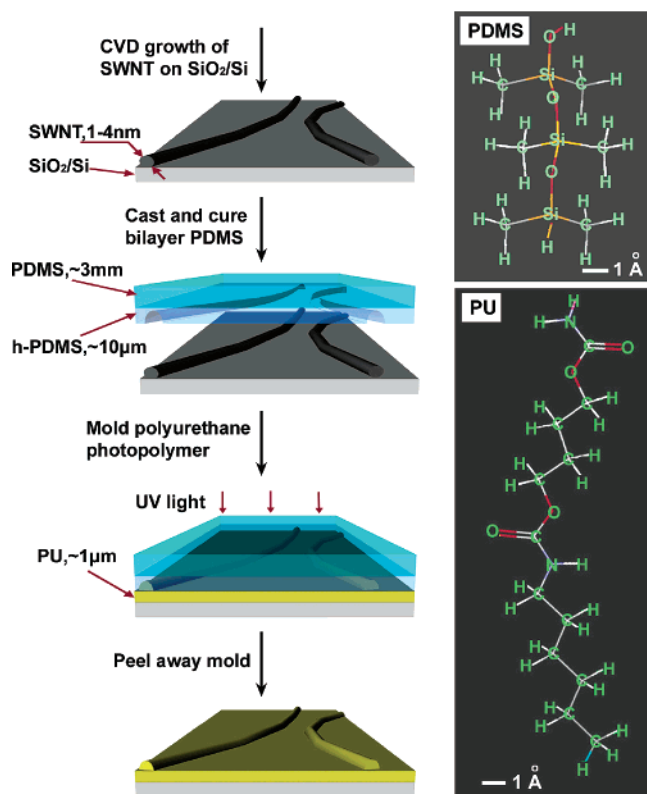 CVD growth of
SWNT on SiO₂/Si
SWNT,1-4nm
SiO₂/Si
Cast and cure
bilayer PDMS
PDMS,~3mm
h-PDMS,~10μm
Mold polyurethane
photopolymer
UV light
PU,~1μm
Peel away mold
PDMS
O H
H Si H
H C O C H
H H
H H
H C Si C H
H O H
H H
H C Si C H
H H H
1 Å
PU
H
H N
C O
O
H
C H
H C
H
C H
H
H C
H O
O C
N H
H C
H
C H
H
H C
H
C H
H
H C
H
C H
H H
1 Å